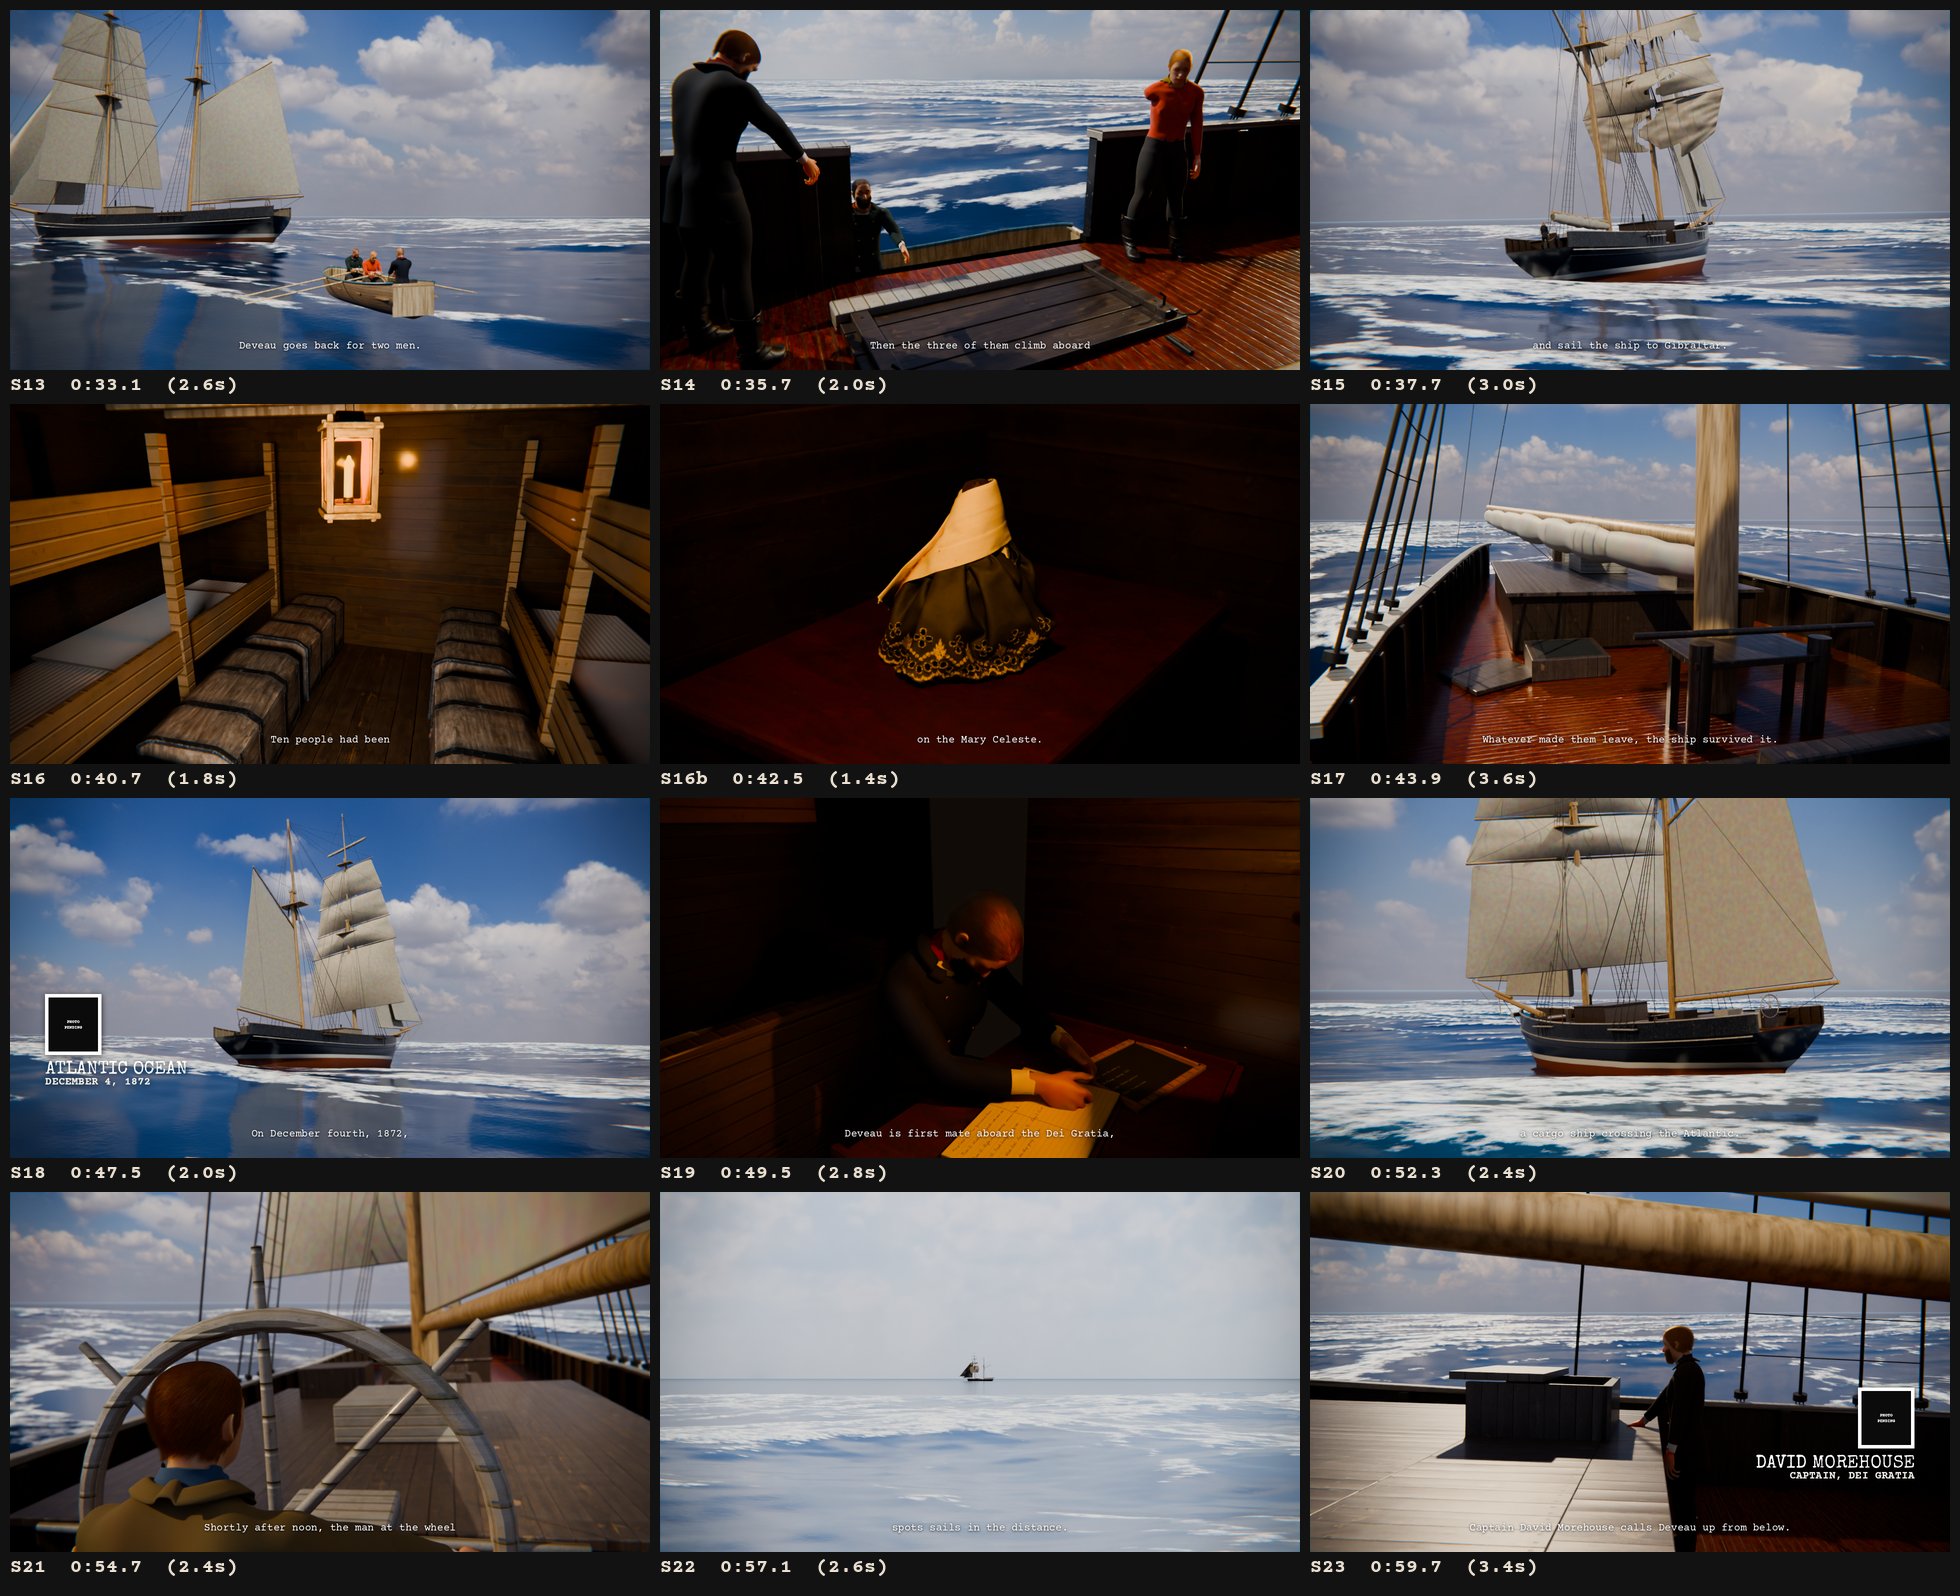 Deveau goes back for two men.
S13 0:33.1 (2.6s)
Then the three of them climb aboard
S14 0:35.7 (2.0s)
and sail the ship to Gibraltar.
S15 0:37.7 (3.0s)
Ten people had been
S16 0:40.7 (1.8s)
on the Mary Celeste.
S16b 0:42.5 (1.4s)
Whatever made them leave, the ship survived it.
S17 0:43.9 (3.6s)
PHOTO
PENDING
ATLANTIC OCEAN
DECEMBER 4, 1872
On December fourth, 1872,
S18 0:47.5 (2.0s)
Deveau is first mate aboard the Dei Gratia,
S19 0:49.5 (2.8s)
a cargo ship crossing the Atlantic.
S20 0:52.3 (2.4s)
Shortly after noon, the man at the wheel
S21 0:54.7 (2.4s)
spots sails in the distance.
S22 0:57.1 (2.6s)
PHOTO
PENDING
DAVID MOREHOUSE
CAPTAIN, DEI GRATIA
Captain David Morehouse calls Deveau up from below.
S23 0:59.7 (3.4s)